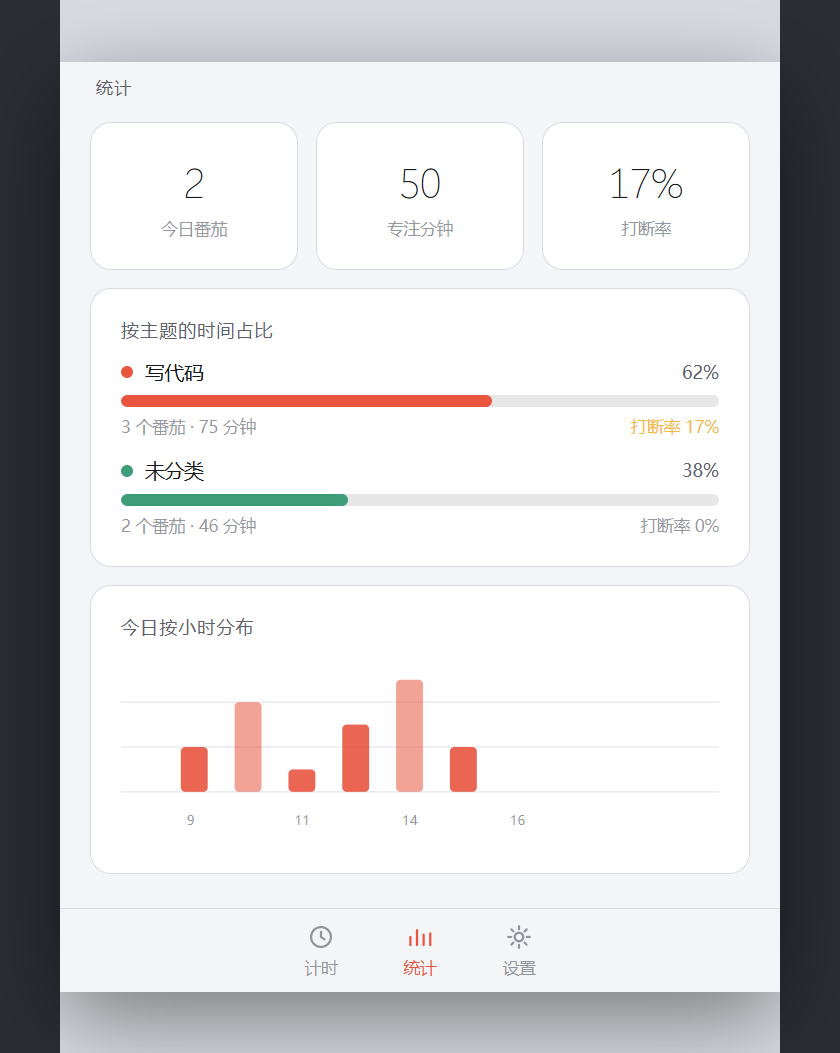 统计
2
50
17%
今日番茄
专注分钟
打断率
按主题的时间占比
写代码 62%
3 个番茄 · 75 分钟 打断率 17%
未分类 38%
2 个番茄 · 46 分钟 打断率 0%
今日按小时分布
9 11 14 16
计时 统计 设置